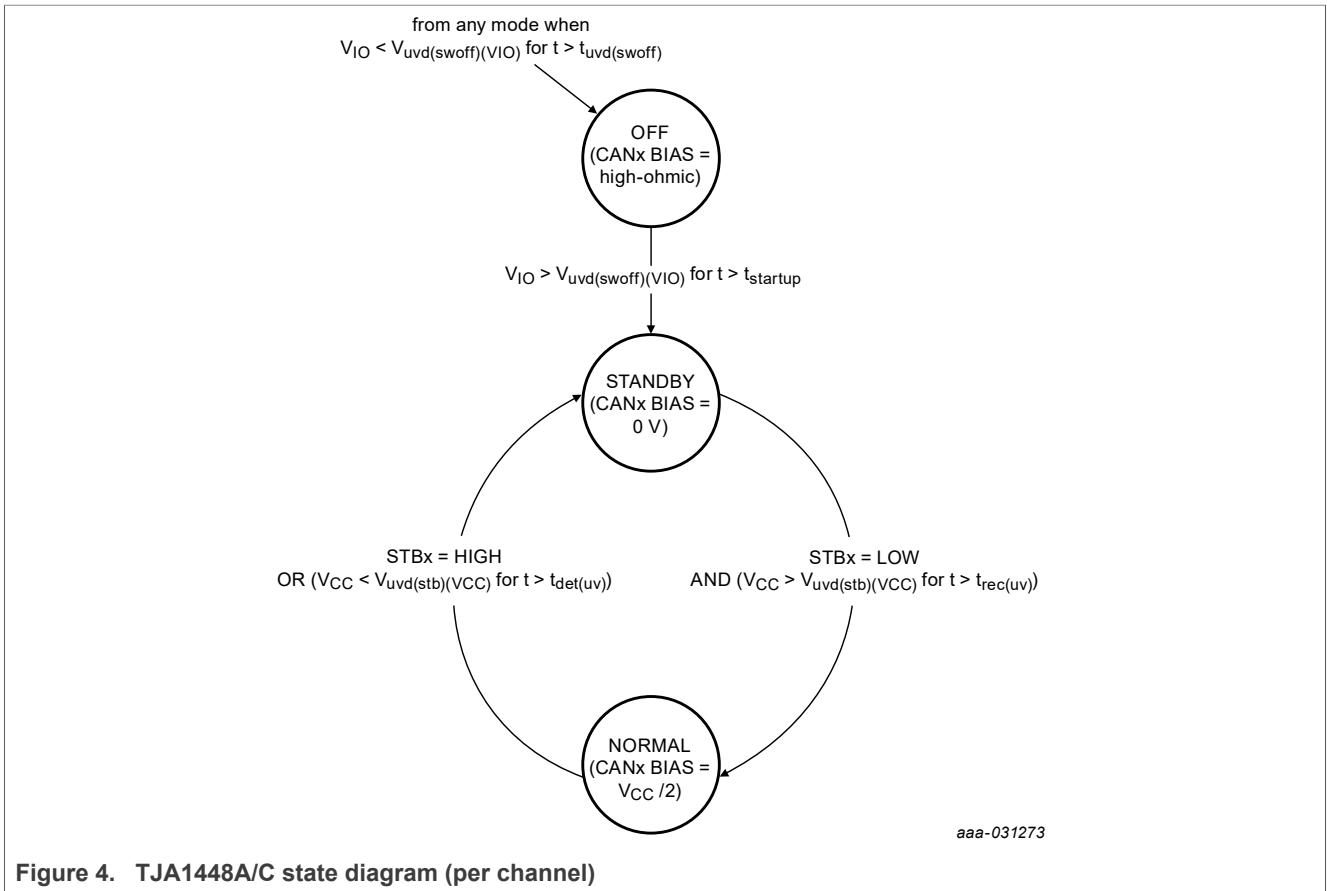 from any mode when
VIO < Vuvd(swoff)(VIO) for t > tuvd(swoff)
OFF
(CANx BIAS =
high-ohmic)
VIO > Vuvd(swoff)(VIO) for t > tstartup
STANDBY
(CANx BIAS =
0 V)
STBx = HIGH
OR (VCC < Vuvd(stb)(VCC) for t > tdet(uv))
STBx = LOW
AND (VCC > Vuvd(stb)(VCC) for t > trec(uv))
NORMAL
(CANx BIAS =
VCC /2)
aaa-031273
Figure 4. TJA1448A/C state diagram (per channel)